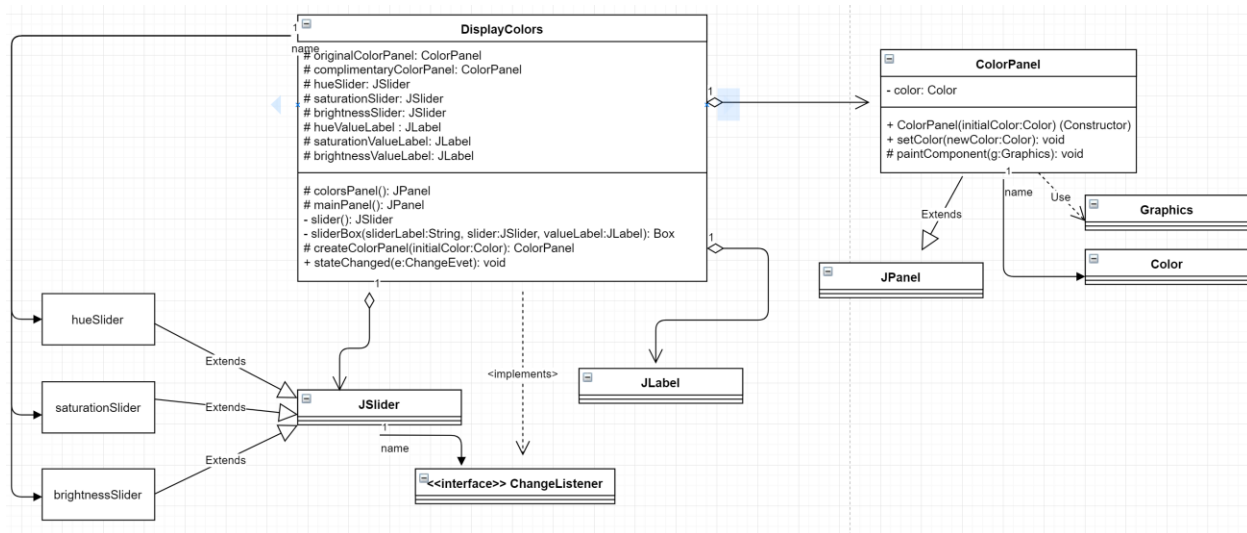 1
DisplayColors
name
# originalColorPanel: ColorPanel
# complimentaryColorPanel: ColorPanel
# hueSlider: JSlider
# saturationSlider: JSlider
# brightnessSlider: JSlider
# hueValueLabel : JLabel
# saturationValueLabel: JLabel
# brightnessValueLabel: JLabel
# colorsPanel(): JPanel
# mainPanel(): JPanel
- slider(): JSlider
- sliderBox(sliderLabel:String, slider:JSlider, valueLabel:JLabel): Box
# createColorPanel(initialColor:Color): ColorPanel
+ stateChanged(e:ChangeEvet): void
1
1
1
ColorPanel
- color: Color
+ ColorPanel(initialColor:Color) (Constructor)
+ setColor(newColor:Color): void
# paintComponent(g:Graphics): void
1
name
Use
Extends
Graphics
Color
JPanel
hueSlider
Extends
saturationSlider
Extends
brightnessSlider
Extends
JSlider
1
name
<implements>
JLabel
<<interface>> ChangeListener